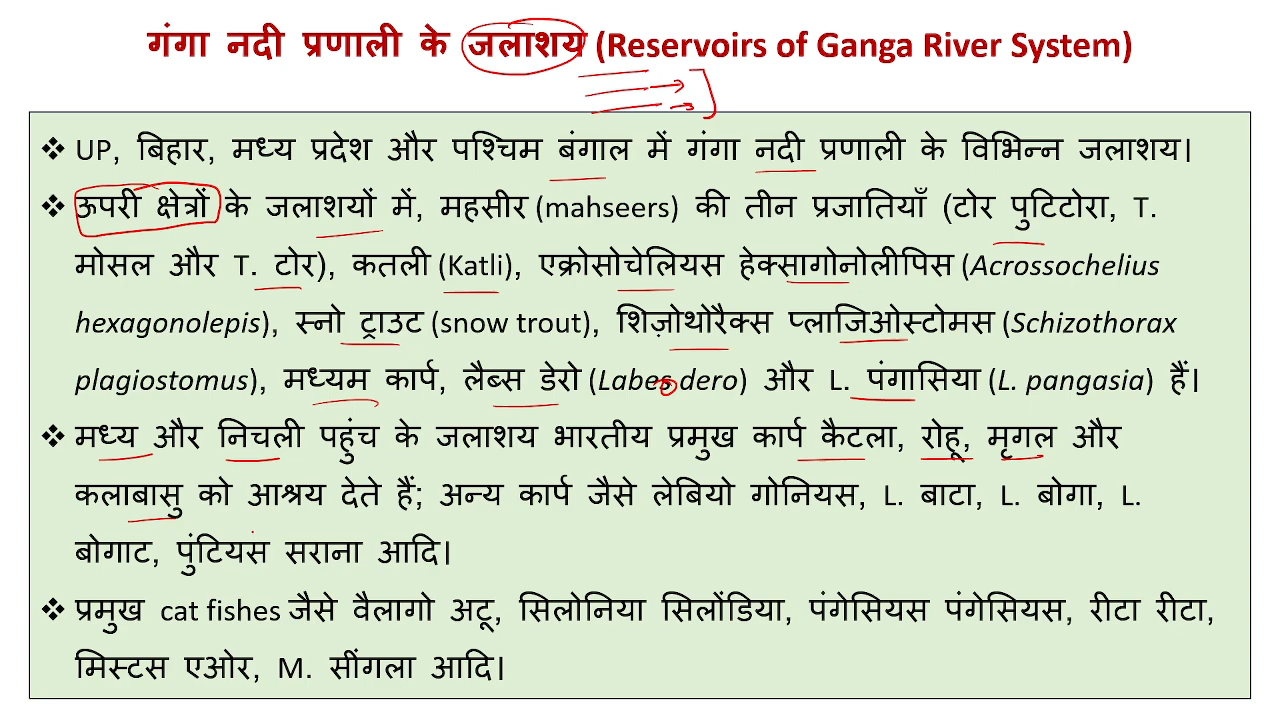 गंगा नदी प्रणाली के जलाशय (Reservoirs of Ganga River System)
❖ UP, बिहार, मध्य प्रदेश और पश्चिम बंगाल में गंगा नदी प्रणाली के विभिन्न जलाशय।
❖ ऊपरी क्षेत्रों के जलाशयों में, महसीर (mahseers) की तीन प्रजातियाँ (टोर पुटिटोरा, T.
मोसल और T. टोर), कतली (Katli), एक्रोसोचेलियस हेक्सागोनोलीपिस (Acrossochelius
hexagonolepis), स्नो ट्राउट (snow trout), शिज़ोथोरैक्स प्लाजिओस्टोमस (Schizothorax
plagiostomus), मध्यम कार्प, लैब्स डेरो (Labes dero) और L. पंगासिया (L. pangasia) हैं।
❖ मध्य और निचली पहुंच के जलाशय भारतीय प्रमुख कार्प कैटला, रोहू, मृगल और
कलाबासु को आश्रय देते हैं; अन्य कार्प जैसे लेबियो गोनियस, L. बाटा, L. बोगा, L.
बोगाट, पुंटियस सराना आदि।
❖ प्रमुख cat fishes जैसे वैलागो अटू, सिलोनिया सिलोंडिया, पंगेसियस पंगेसियस, रीटा रीटा,
मिस्टस एओर, M. सींगला आदि।